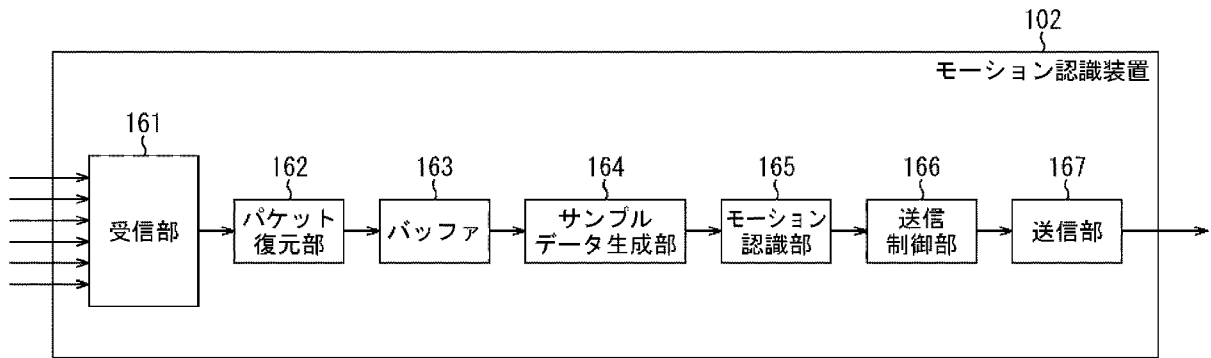 102
モーション認識装置
161
受信部
162
パケット
復元部
163
バッファ
164
サンプル
データ生成部
165
モーション
認識部
166
送信
制御部
167
送信部